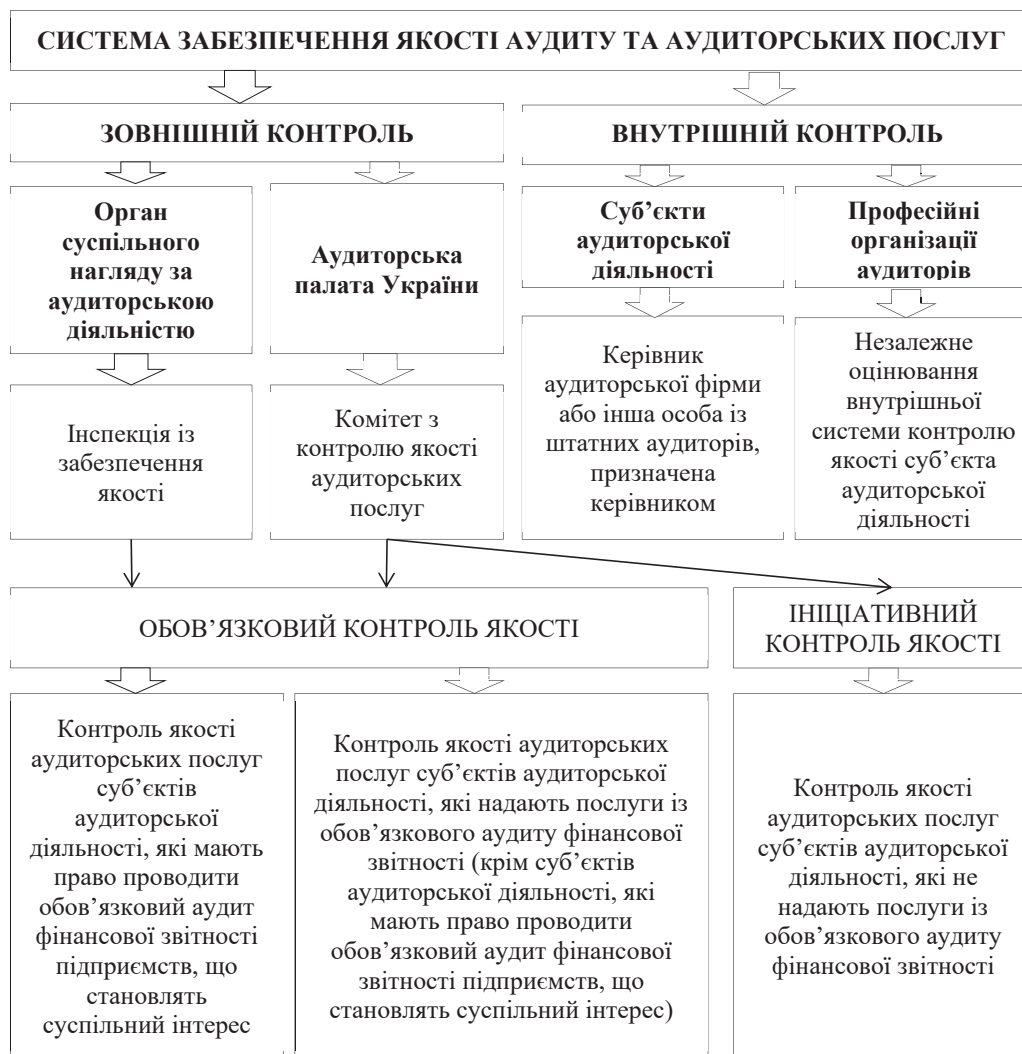 СИСТЕМА ЗАБЕЗПЕЧЕННЯ ЯКОСТІ АУДИТУ ТА АУДИТОРСЬКИХ ПОСЛУГ
ЗОВНІШНІЙ КОНТРОЛЬ
ВНУТРІШНІЙ КОНТРОЛЬ
Орган
суспільного
нагляду за
аудиторською
діяльністю
Аудиторська
палата України
Суб’єкти
аудиторської
діяльності
Професійні
організації
аудиторів
Інспекція із
забезпечення
якості
Комітет з
контролю якості
аудиторських
послуг
Керівник
аудиторської фірми
або інша особа із
штатних аудиторів,
призначена
керівником
Незалежне
оцінювання
внутрішньої
системи контролю
якості суб’єкта
аудиторської
діяльності
ОБОВ’ЯЗКОВИЙ КОНТРОЛЬ ЯКОСТІ
ІНІЦІАТИВНИЙ
КОНТРОЛЬ ЯКОСТІ
Контроль якості
аудиторських послуг
суб’єктів
аудиторської
діяльності, які мають
право проводити
обов’язковий аудит
фінансової звітності
підприємств, що
становлять
суспільний інтерес
Контроль якості аудиторських
послуг суб’єктів аудиторської
діяльності, які надають послуги із
обов’язкового аудиту фінансової
звітності (крім суб’єктів
аудиторської діяльності, які
мають право проводити
обов’язковий аудит фінансової
звітності підприємств, що
становлять суспільний інтерес)
Контроль якості
аудиторських послуг
суб’єктів аудиторської
діяльності, які не
надають послуги із
обов’язкового аудиту
фінансової звітності